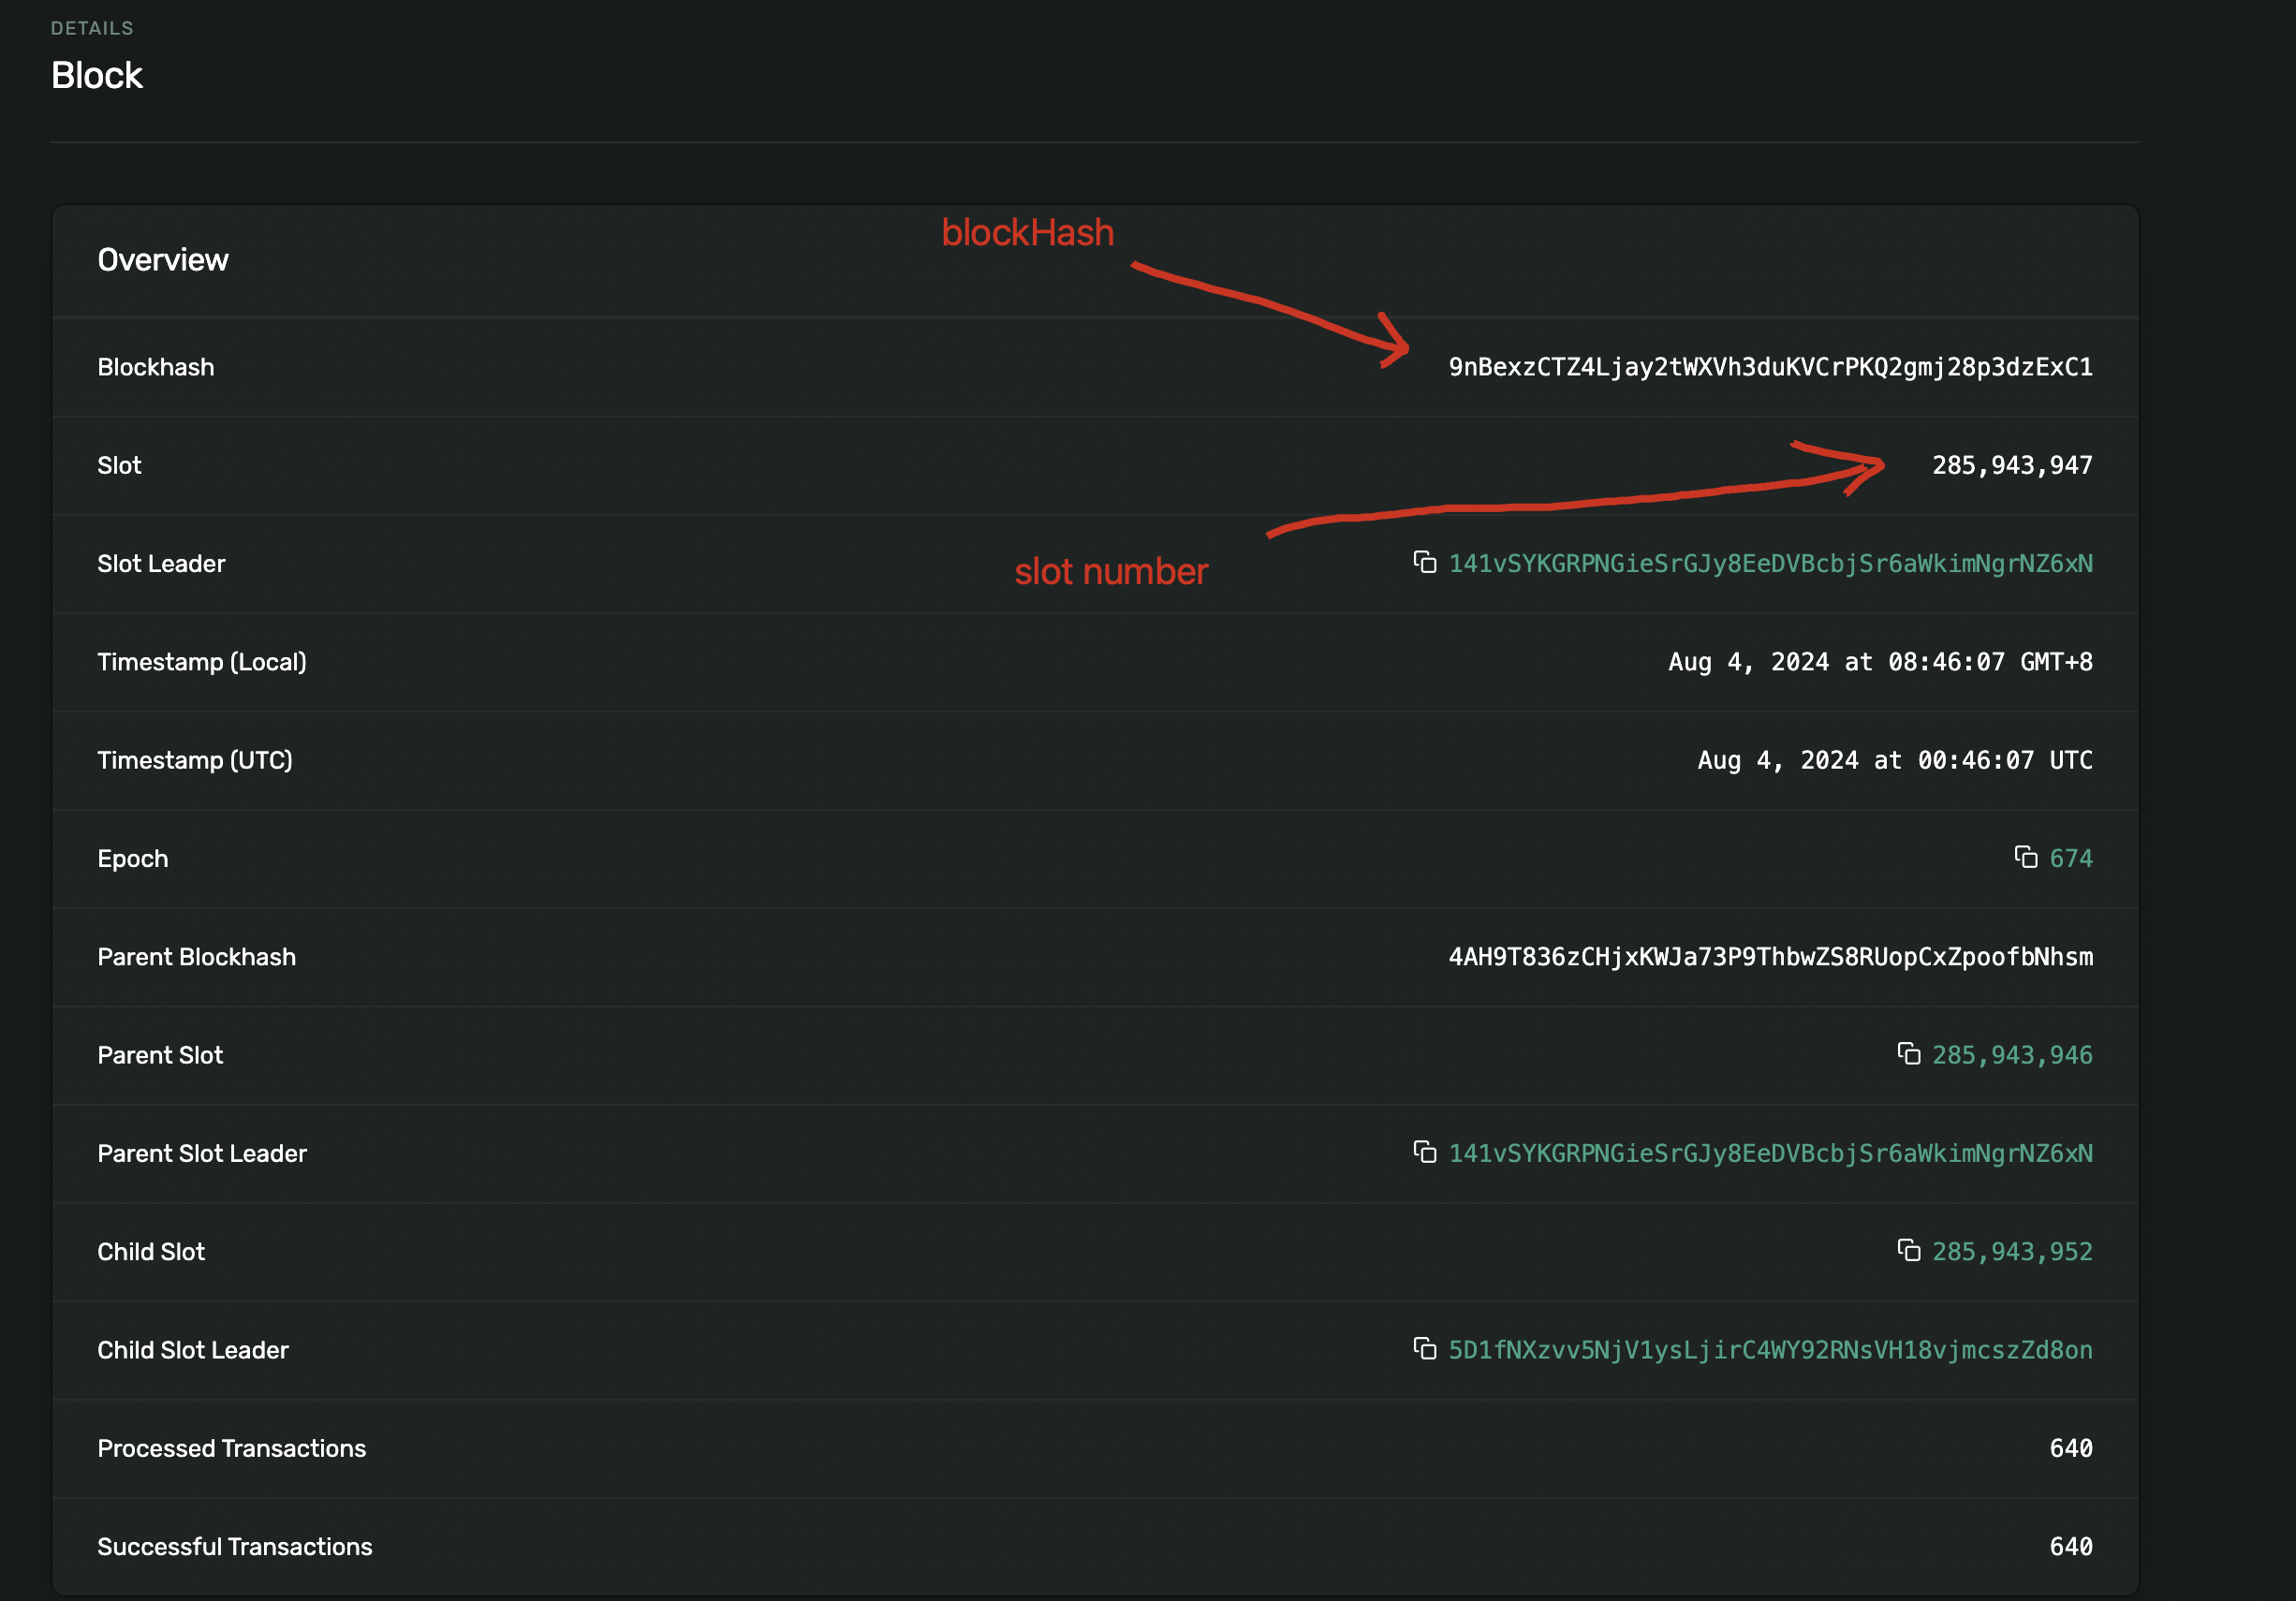 DETAILS
Block
blockHash
Overview
Blockhash 9nBexzCTZ4Ljay2tWXVh3duKVCrPKQ2gmj28p3dzExC1
Slot 285,943,947
slot number
Slot Leader 141vSYKGRPNGieSrGJy8EeDVBcbjSr6aWkimNgrNZ6xN
Timestamp (Local) Aug 4, 2024 at 08:46:07 GMT+8
Timestamp (UTC) Aug 4, 2024 at 00:46:07 UTC
Epoch 674
Parent Blockhash 4AH9T836zCHjxKWJa73P9ThbwZS8RUopCxZpoofbNhsm
Parent Slot 285,943,946
Parent Slot Leader 141vSYKGRPNGieSrGJy8EeDVBcbjSr6aWkimNgrNZ6xN
Child Slot 285,943,952
Child Slot Leader 5D1fNXzvv5NjV1ysLjirC4WY92RNsVH18vjmcszZd8on
Processed Transactions 640
Successful Transactions 640